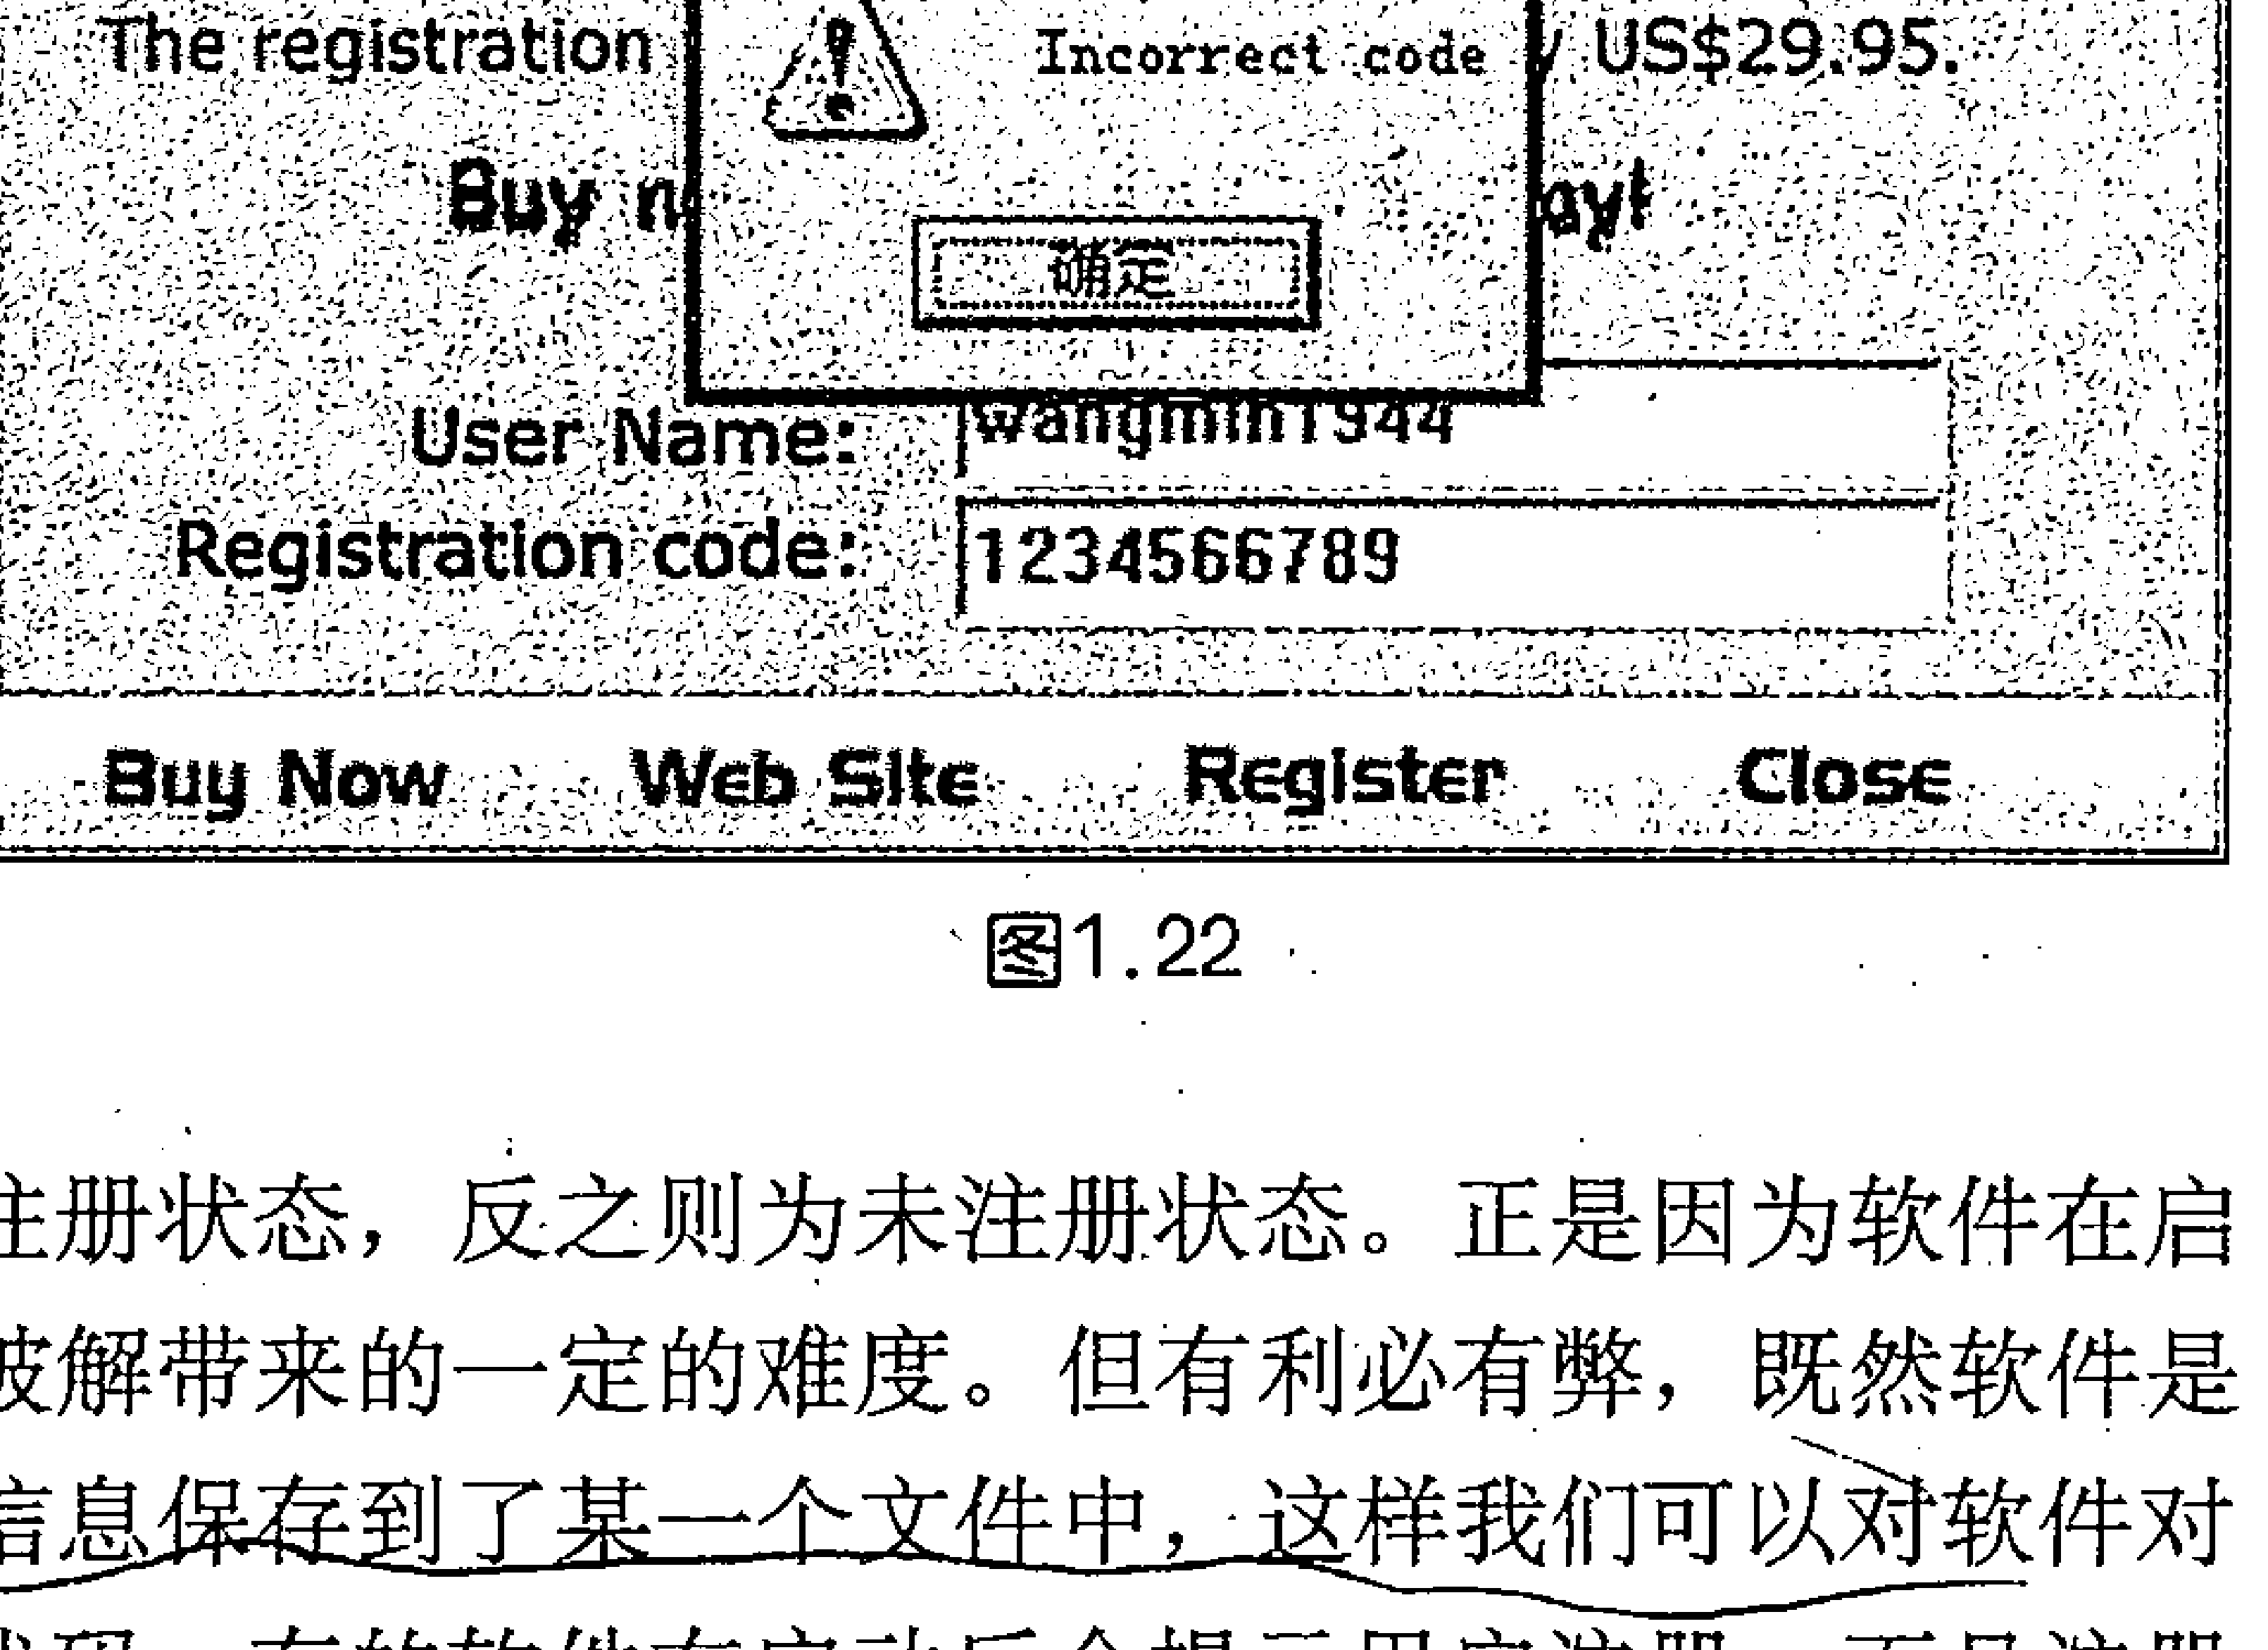 The registration
Incorrect code
US$29.95.
Buy
确定
User Name: wangmin1944
Registration code: 1234566789
Buy Now Web Site Register Close
图1.22
注册状态，反之则为未注册状态。正是因为软件在启
破解带来的一定的难度。但有利必有弊，既然软件是
信息保存到了某一个文件中，这样我们可以对软件对